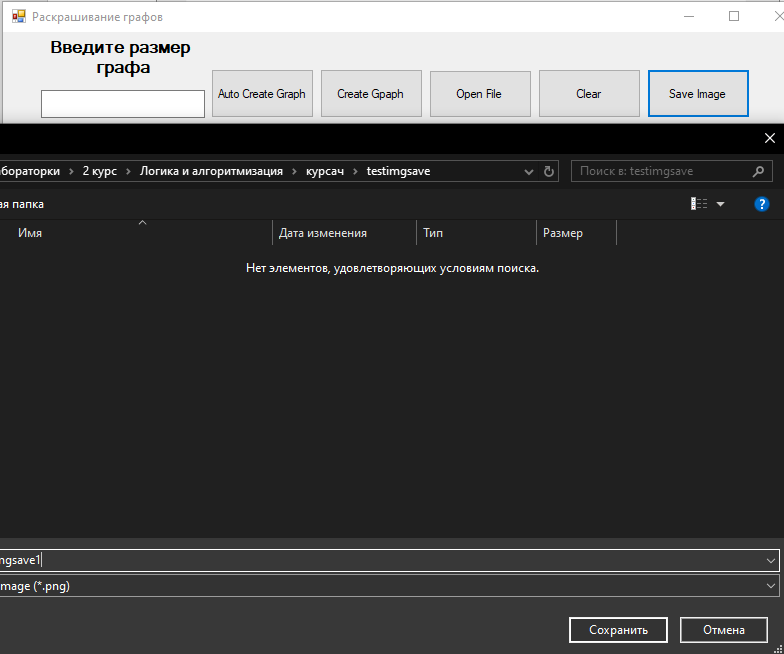 Раскрашивание графов
Введите размер
графа
Auto Create Graph
Create Gpaph
Open File
Clear
Save Image
бораторки > 2 курс > Логика и алгоритмизация > курсач > testimgsave
Поиск в: testimgsave
ая папка
Имя
Дата изменения
Тип
Размер
Нет элементов, удовлетворяющих условиям поиска.
mgsave1
mage (*.png)
Сохранить
Отмена